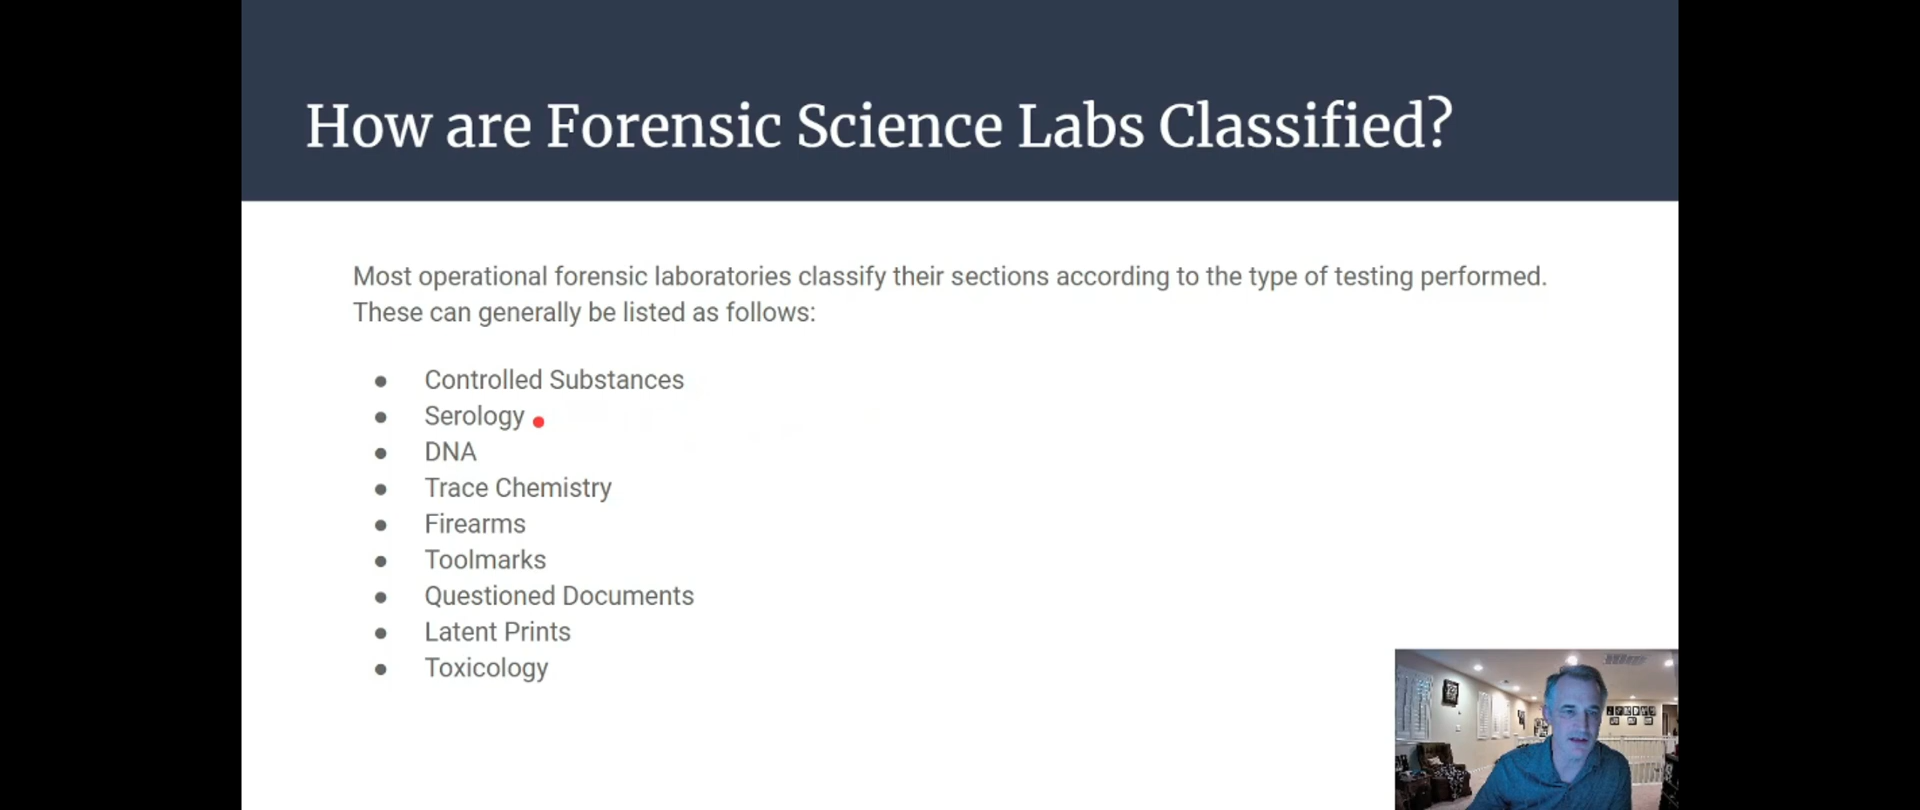 How are Forensic Science Labs Classified?
Most operational forensic laboratories classify their sections according to the type of testing performed.
These can generally be listed as follows:
● Controlled Substances
● Serology
● DNA
● Trace Chemistry
● Firearms
● Toolmarks
● Questioned Documents
● Latent Prints
● Toxicology